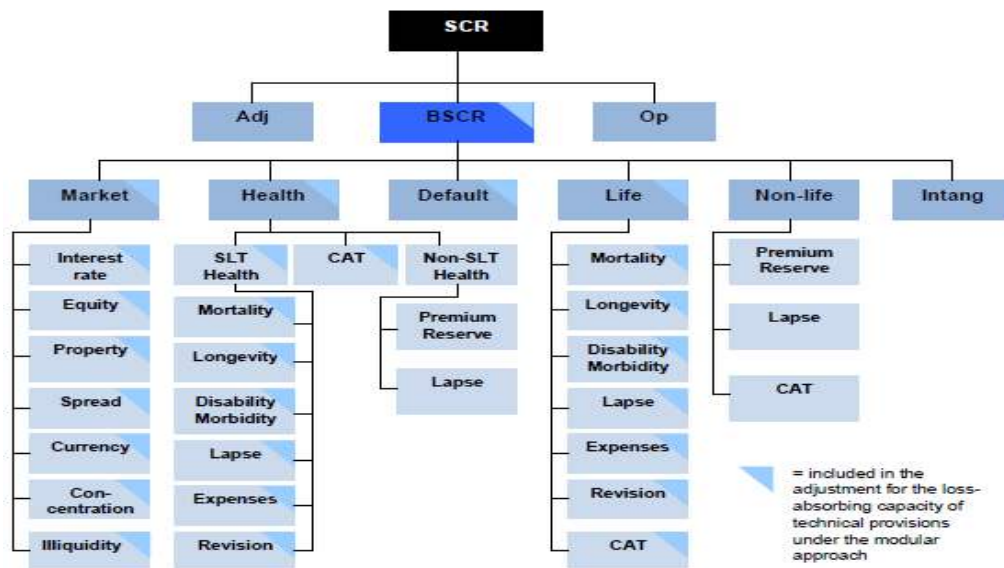 SCR
Adj
BSCR
Op
Market
Health
Default
Life
Non-life
Intang
Interest
rate
Equity
Property
Spread
Currency
Con-
centration
Illiquidity
SLT
Health
CAT
Non-SLT
Health
Mortality
Longevity
Disability
Morbidity
Lapse
Expenses
Revision
Premium
Reserve
Lapse
Mortality
Longevity
Disability
Morbidity
Lapse
Expenses
Revision
CAT
Premium
Reserve
Lapse
CAT
= included in the
adjustment for the loss-
absorbing capacity of
technical provisions
under the modular
approach